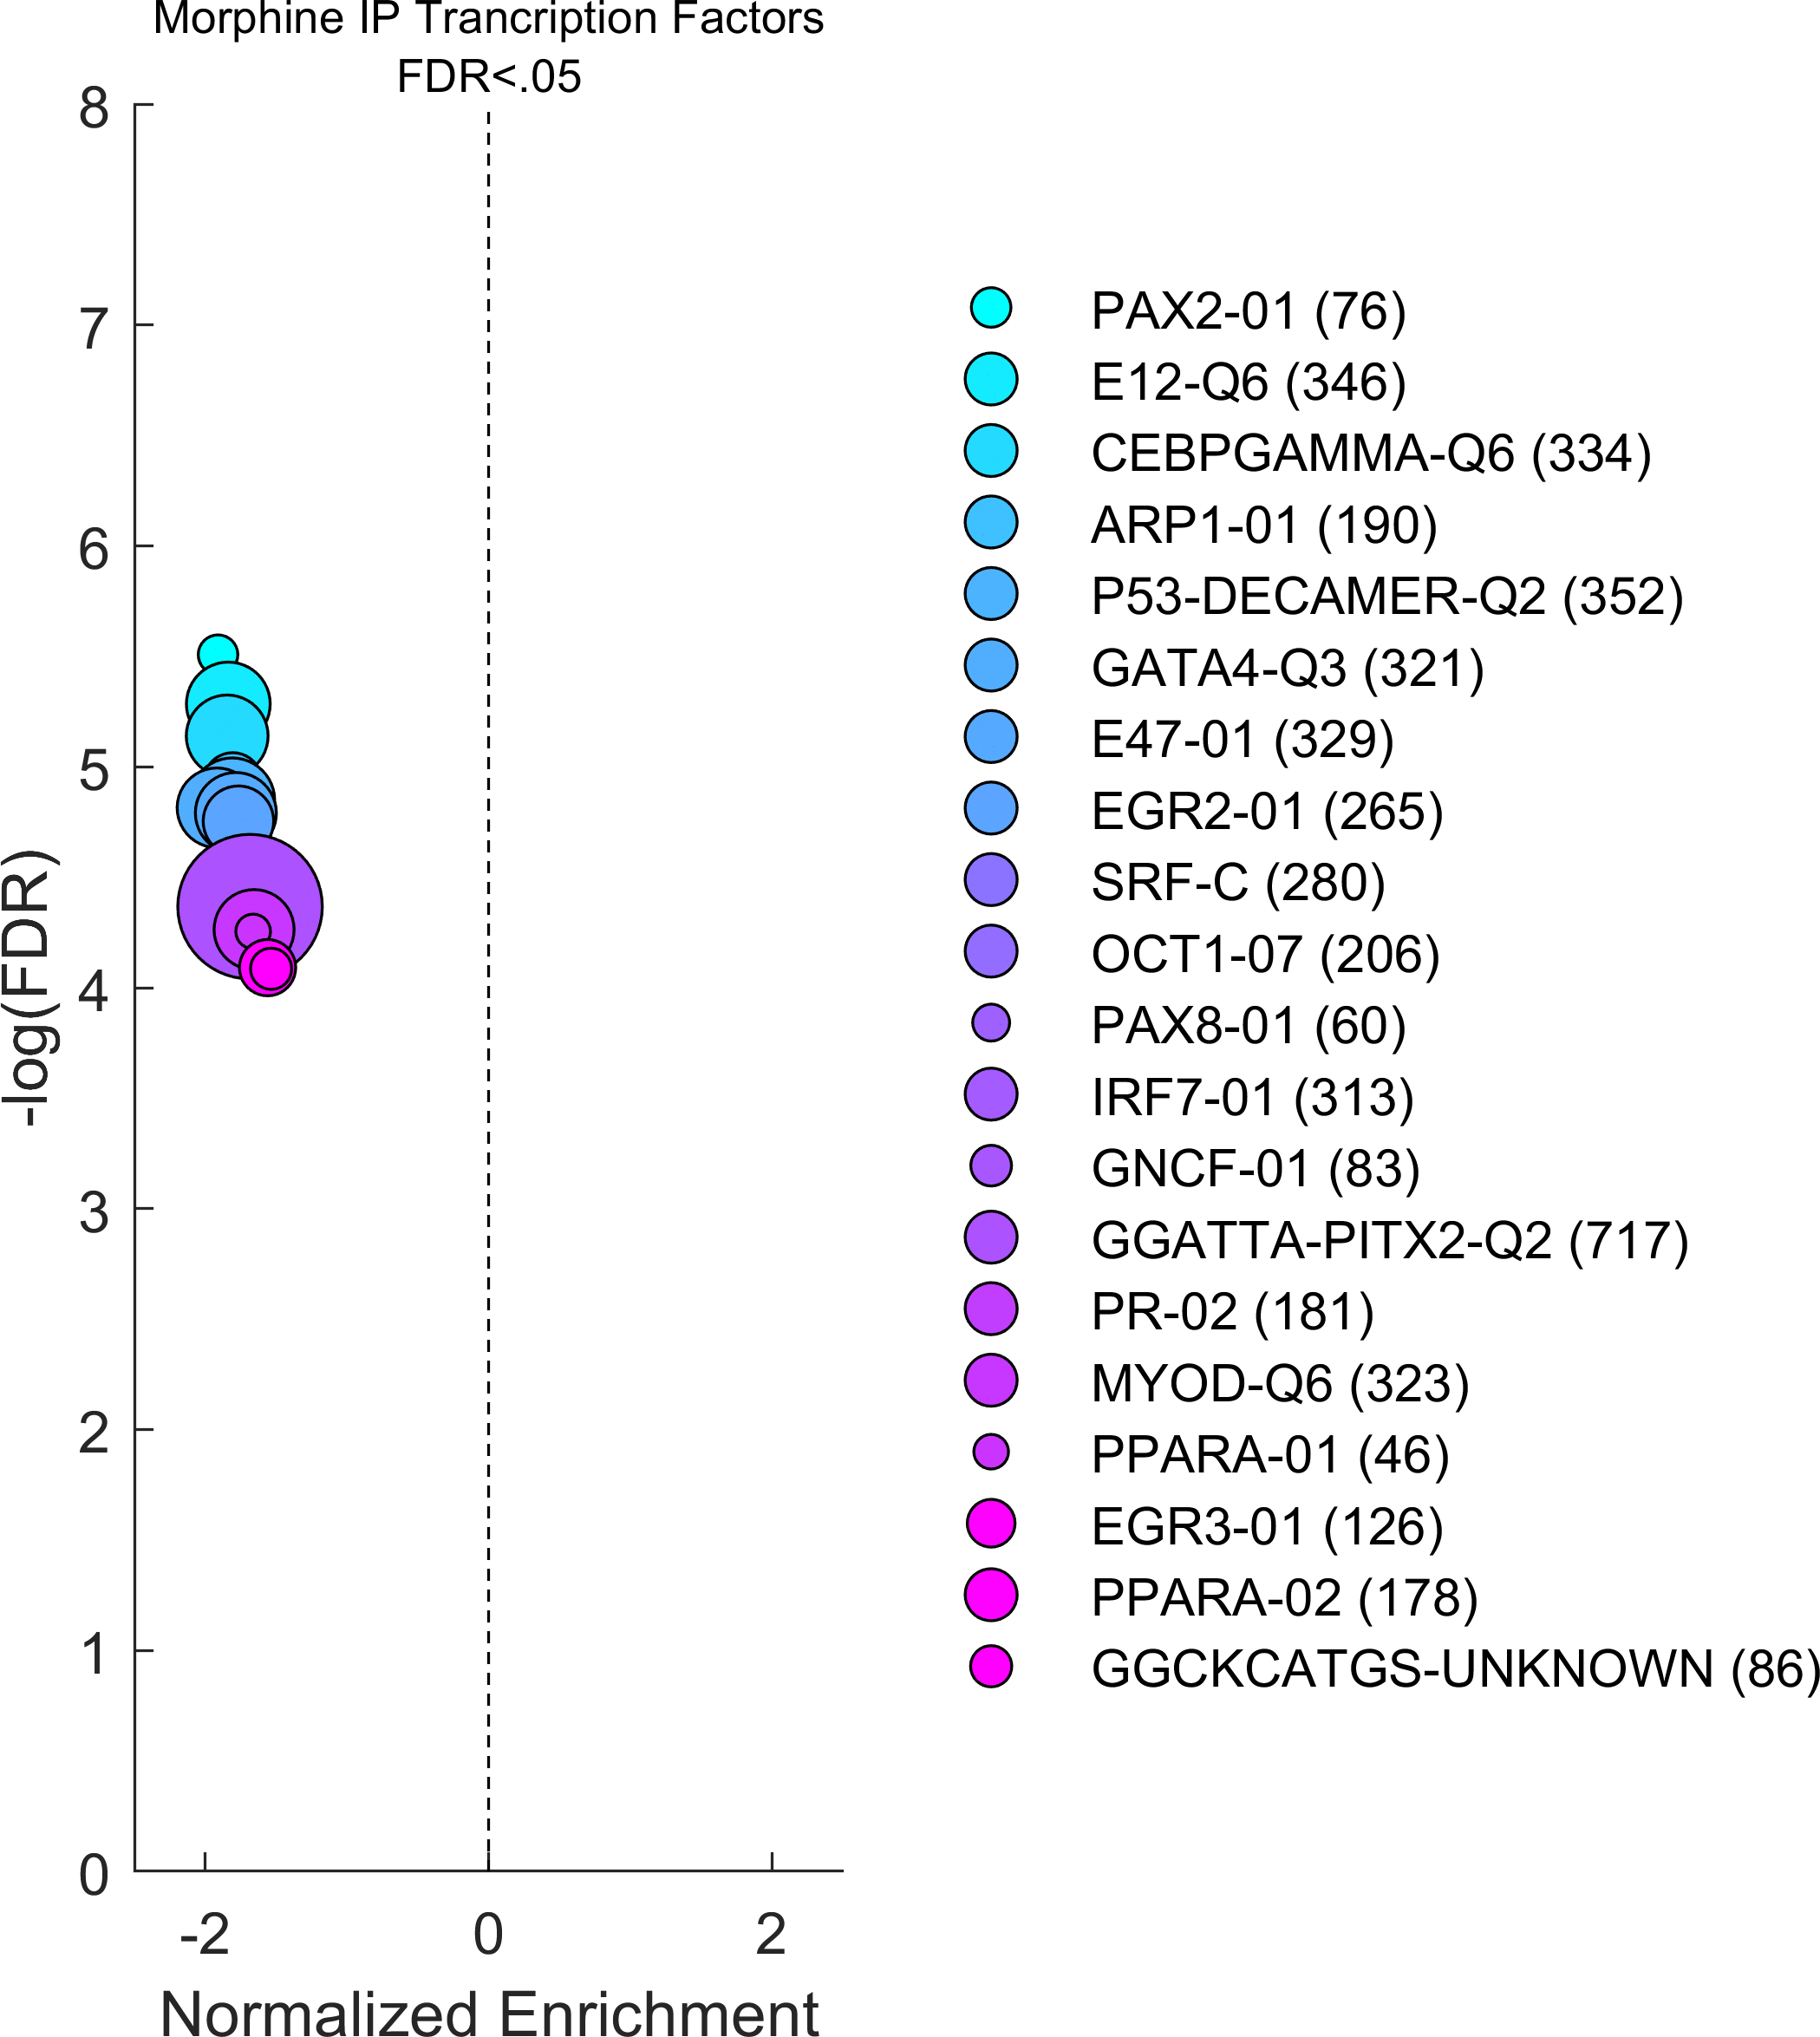 Morphine IP Trancription Factors
FDR<.05
8
7
6
5
4
3
2
1
0
-log(FDR)
-2
0
2
Normalized Enrichment
PAX2-01 (76)
E12-Q6 (346)
CEBPGAMMA-Q6 (334)
ARP1-01 (190)
P53-DECAMER-Q2 (352)
GATA4-Q3 (321)
E47-01 (329)
EGR2-01 (265)
SRF-C (280)
OCT1-07 (206)
PAX8-01 (60)
IRF7-01 (313)
GNCF-01 (83)
GGATTA-PITX2-Q2 (717)
PR-02 (181)
MYOD-Q6 (323)
PPARA-01 (46)
EGR3-01 (126)
PPARA-02 (178)
GGCKCATGS-UNKNOWN (86)